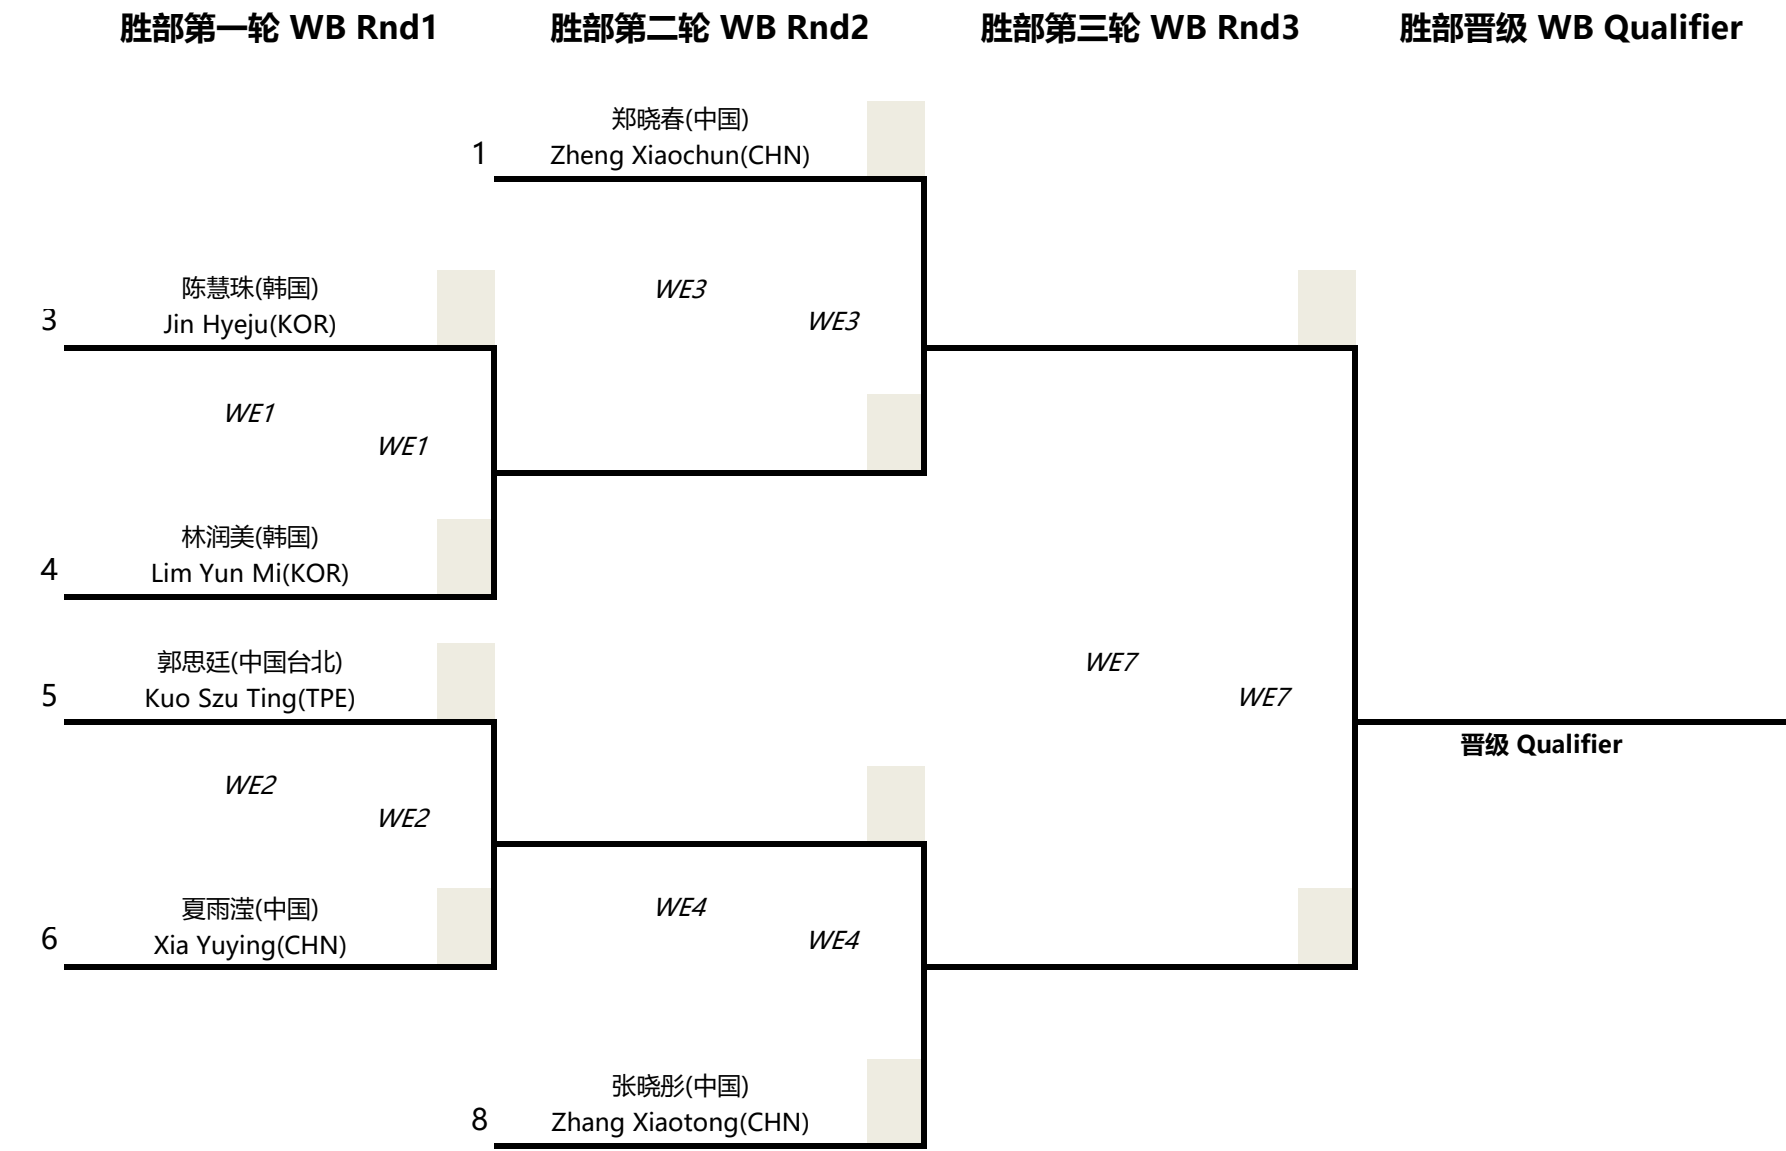 胜部第一轮 WB Rnd1
胜部第二轮 WB Rnd2
胜部第三轮 WB Rnd3
胜部晋级 WB Qualifier
郑晓春(中国)
1
Zheng Xiaochun(CHN)
陈慧珠(韩国)
3
Jin Hyeju(KOR)
WE3
WE3
WE1
WE1
林润美(韩国)
4
Lim Yun Mi(KOR)
郭思廷(中国台北)
5
Kuo Szu Ting(TPE)
WE7
WE7
晋级 Qualifier
WE2
WE2
夏雨滢(中国)
6
Xia Yuying(CHN)
WE4
WE4
张晓彤(中国)
8
Zhang Xiaotong(CHN)